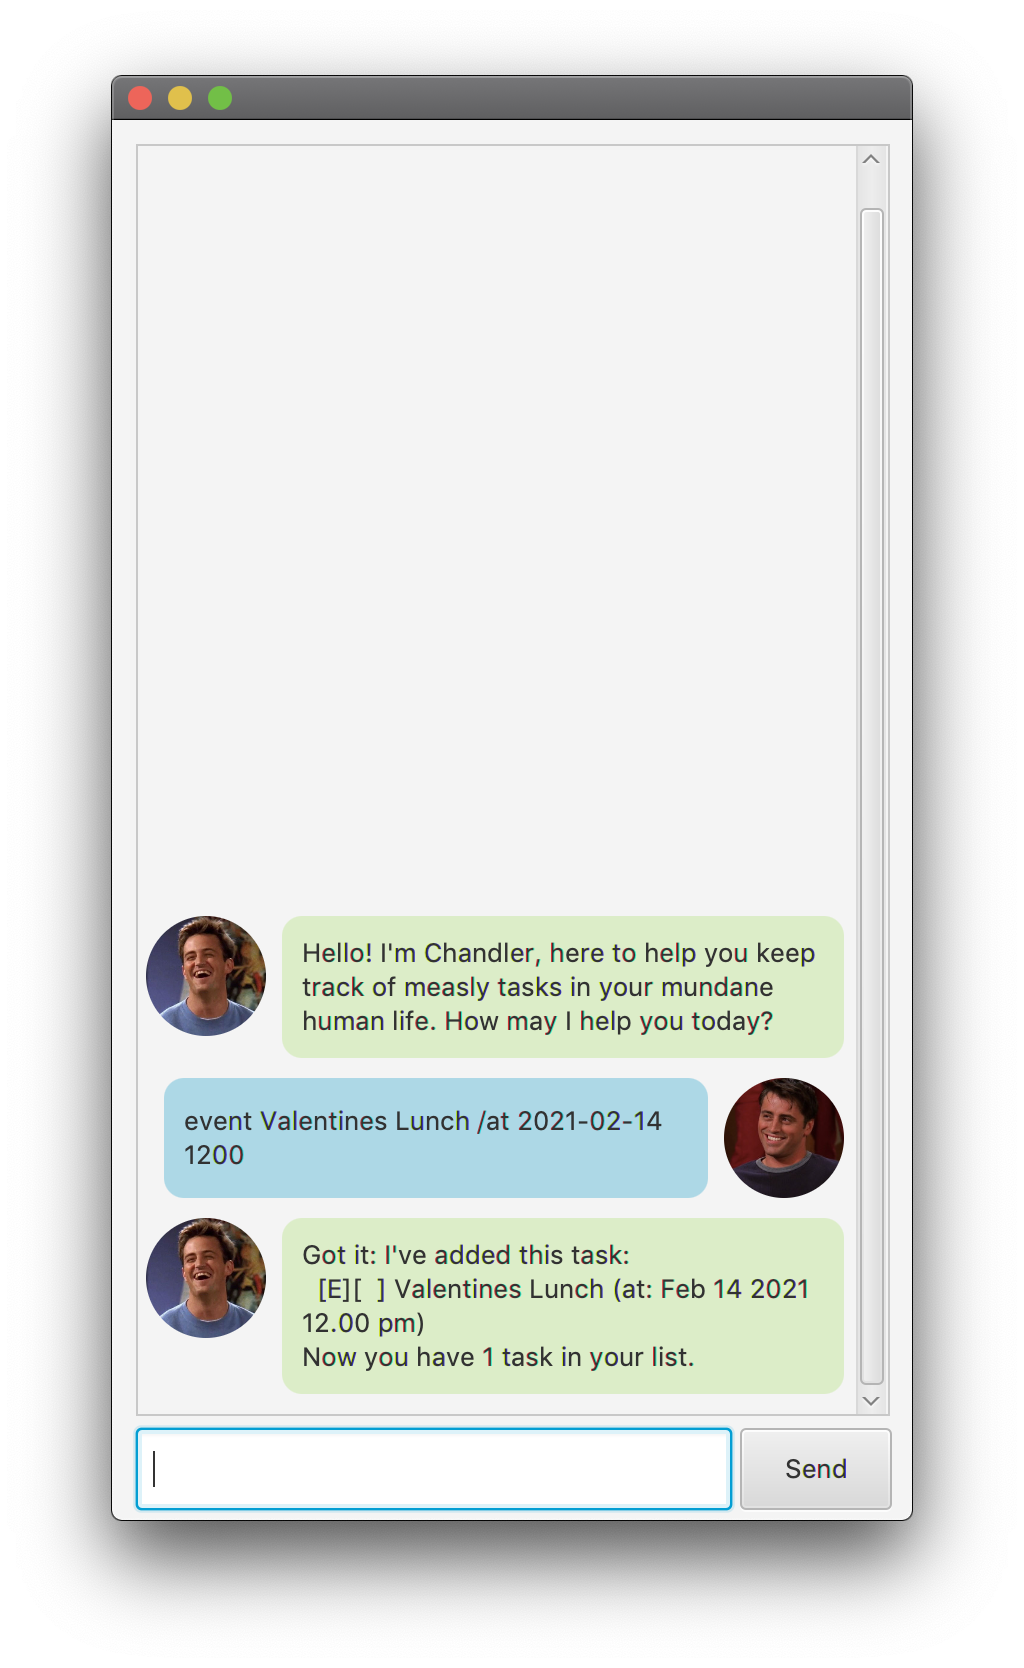 Hello! I'm Chandler, here to help you keep
track of measly tasks in your mundane
human life. How may I help you today?
event Valentines Lunch /at 2021-02-14
1200
Got it: I've added this task:
[E][  ] Valentines Lunch (at: Feb 14 2021
12.00 pm)
Now you have 1 task in your list.
Send